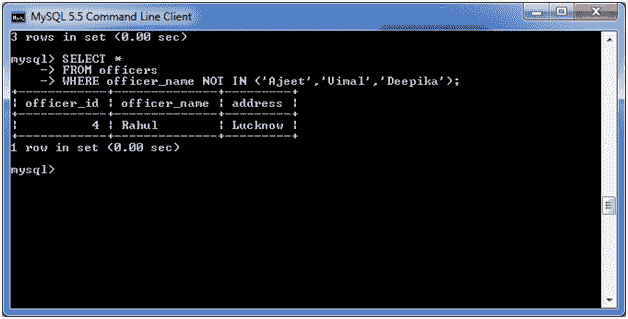 MySQL 5.5 Command Line Client
3 rows in set (0.00 sec)
mysql> SELECT *
-> FROM officers
-> WHERE officer_name NOT IN ('Ajeet','Vimal','Deepika');
+------------+--------------+---------+
| officer_id | officer_name | address |
+------------+--------------+---------+
| 4 | Rahul | Lucknow |
+------------+--------------+---------+
1 row in set (0.00 sec)
mysql>